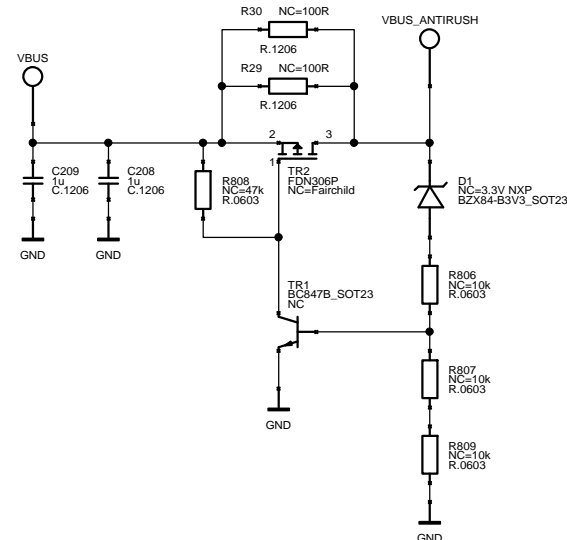 R30 NC=100R
R.1206
VBUS_ANTIRUSH
VBUS
R29 NC=100R
R.1206
2
3
1
C209
1u
C.1206
C208
1u
C.1206
R808
NC=47k
R.0603
TR2
FDN306P
NC=Fairchild
D1
NC=3.3V NXP
BZX84-B3V3_SOT23
GND
GND
TR1
BC847B_SOT23
NC
R806
NC=10k
R.0603
R807
NC=10k
R.0603
GND
R809
NC=10k
R.0603
GND